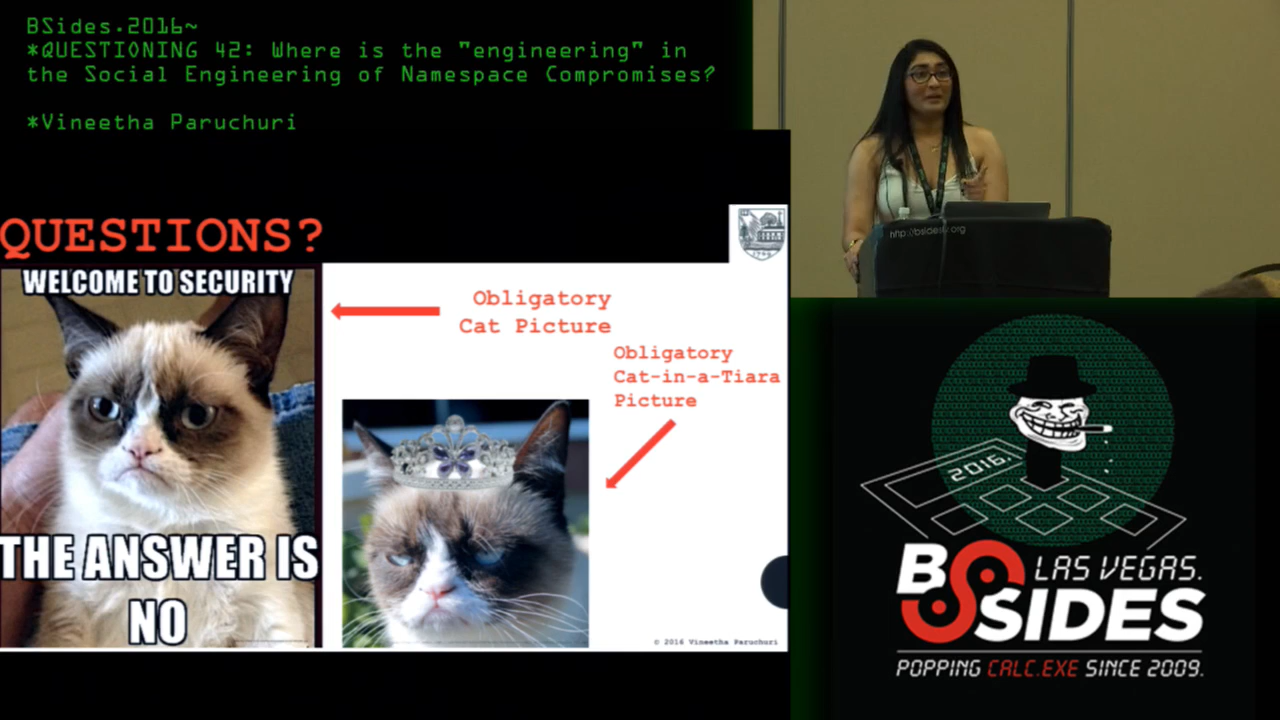 BSides.2016~
*QUESTIONING 42: Where is the "engineering" in
the Social Engineering of Namespace Compromises?
*Vineetha Paruchuri
QUESTIONS?
WELCOME TO SECURITY
THE ANSWER IS
NO
Obligatory
Cat Picture
Obligatory
Cat-in-a-Tiara
Picture
© 2016 Vineetha Paruchuri
2016.
BSIDES
LAS VEGAS.
POPPING CALC.EXE SINCE 2009.